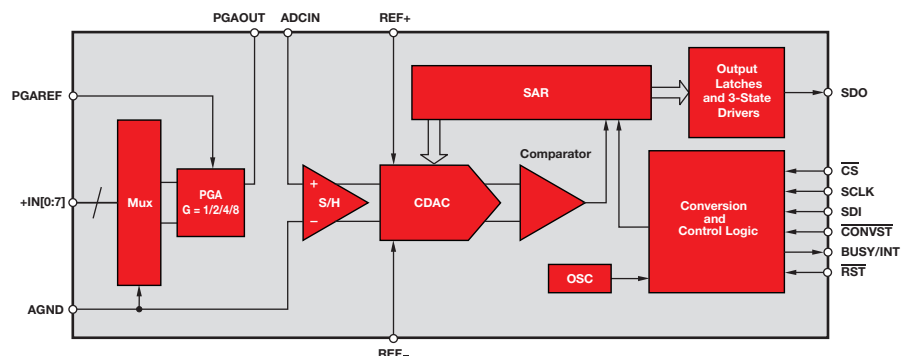 PGAOUT ADCIN REF+
PGAREF
+IN[0:7]
AGND
Mux
PGA
G = 1/2/4/8
+
S/H
−
CDAC
Comparator
SAR
Output
Latches
and 3-State
Drivers
OSC
Conversion
and
Control Logic
SDO
CS
SCLK
SDI
CONVST
BUSY/INT
RST
REF−